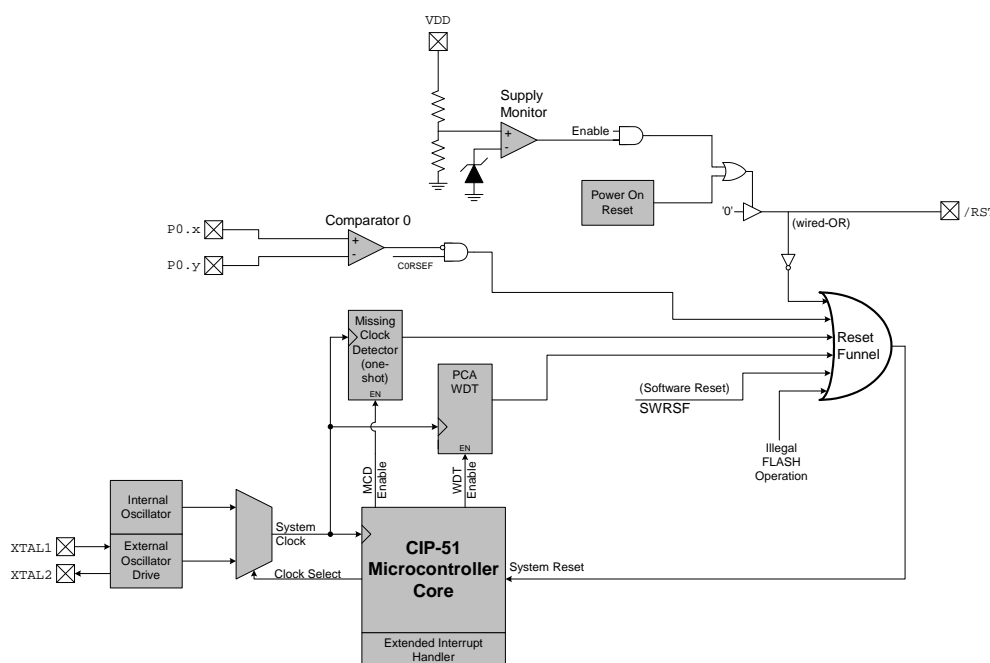 VDD
Supply
Monitor
+
-
Enable
Power On
Reset
'0'
(wired-OR)
/RST
Comparator 0
P0.x
P0.y
+
-
C0RSEF
Missing
Clock
Detector
(one-
shot)
EN
PCA
WDT
EN
Reset
Funnel
(Software Reset)
SWRSF
Illegal
FLASH
Operation
MCD
Enable
WDT
Enable
Internal
Oscillator
External
Oscillator
Drive
XTAL1
XTAL2
System
Clock
Clock Select
CIP-51
Microcontroller
Core
System Reset
Extended Interrupt
Handler